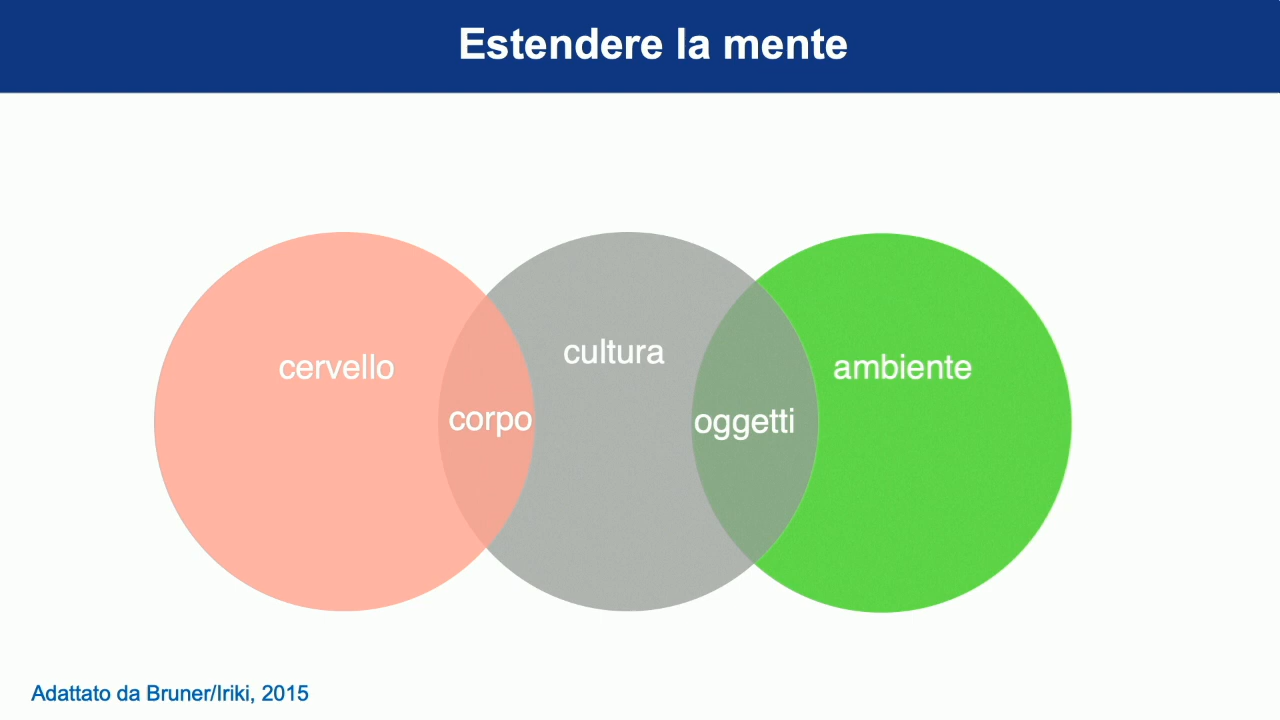 Estendere la mente
cervello
corpo
cultura
oggetti
ambiente
Adattato da Bruner/Iriki, 2015